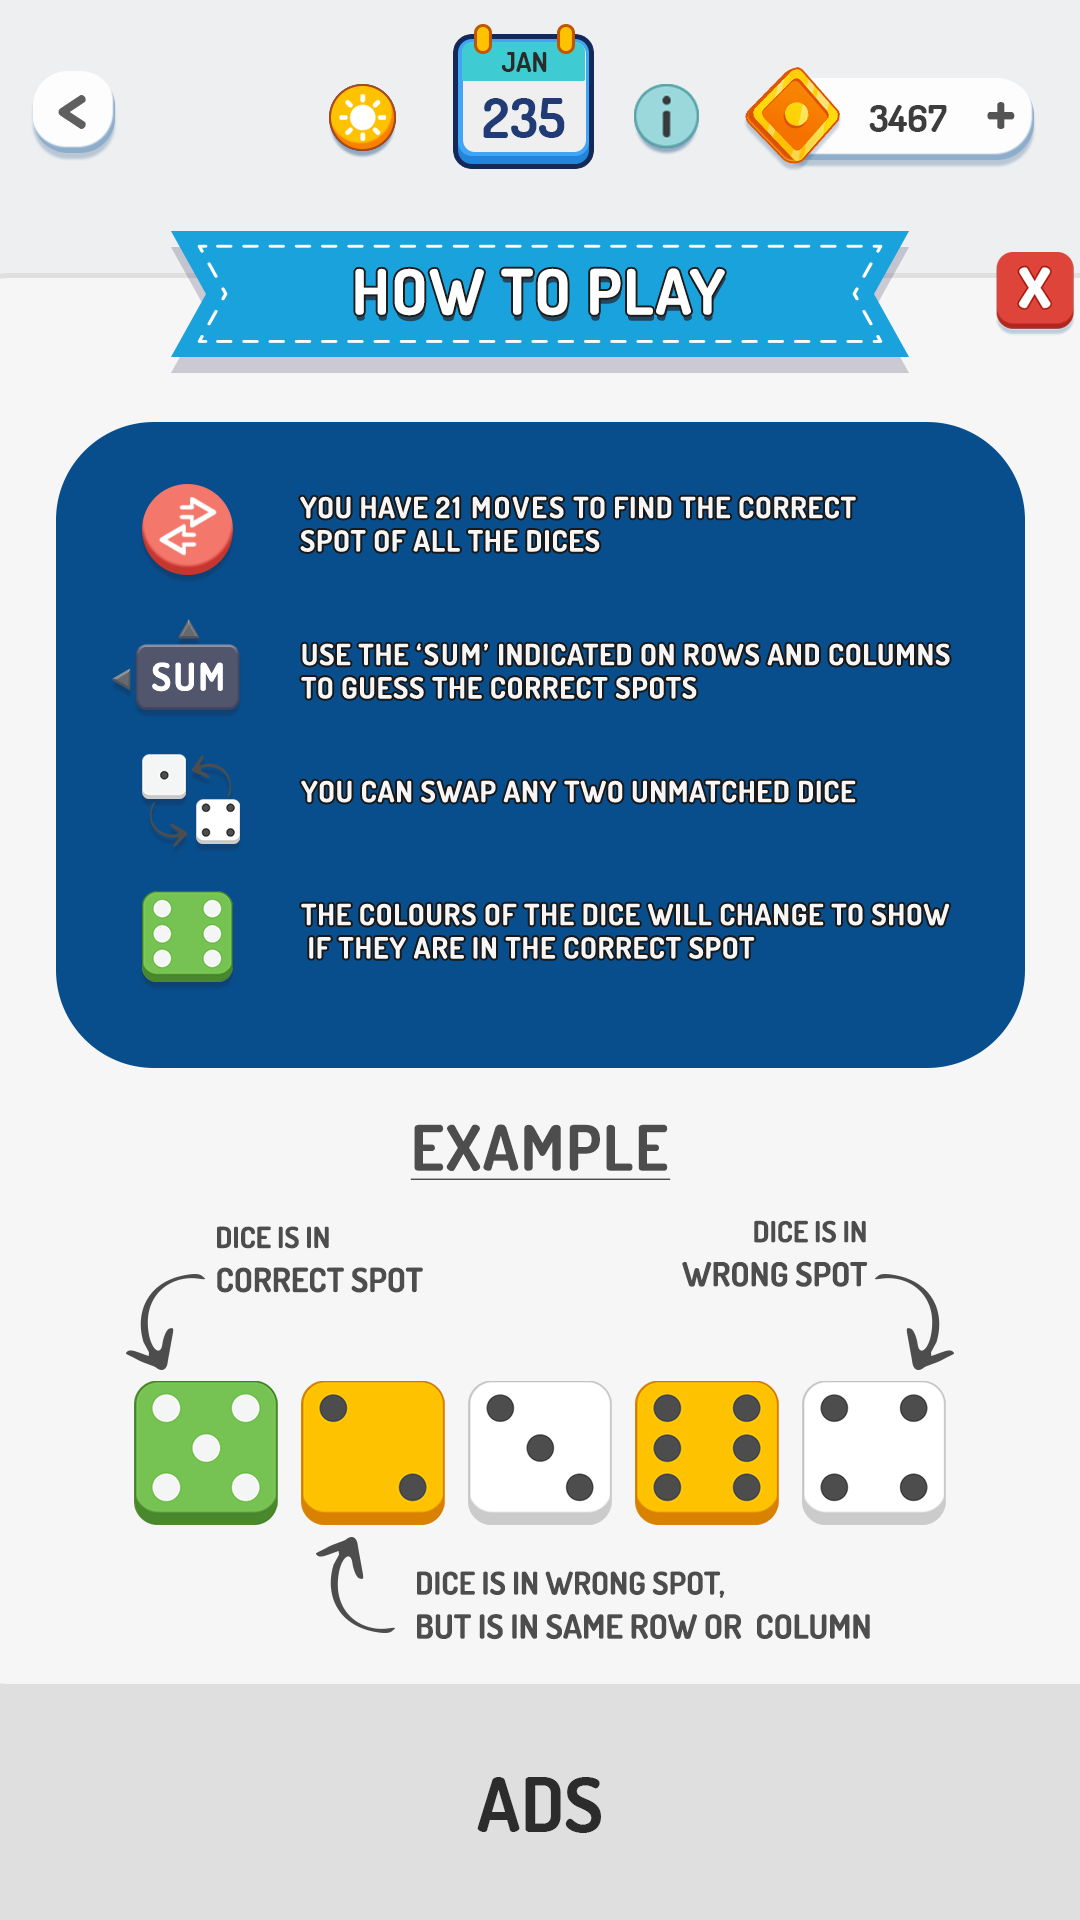 <
JAN
235
i
3467 +
HOW TO PLAY
X
YOU HAVE 21 MOVES TO FIND THE CORRECT
SPOT OF ALL THE DICES
SUM
USE THE ‘SUM’ INDICATED ON ROWS AND COLUMNS
TO GUESS THE CORRECT SPOTS
YOU CAN SWAP ANY TWO UNMATCHED DICE
THE COLOURS OF THE DICE WILL CHANGE TO SHOW
IF THEY ARE IN THE CORRECT SPOT
EXAMPLE
DICE IS IN
CORRECT SPOT
DICE IS IN
WRONG SPOT
DICE IS IN WRONG SPOT,
BUT IS IN SAME ROW OR COLUMN
ADS